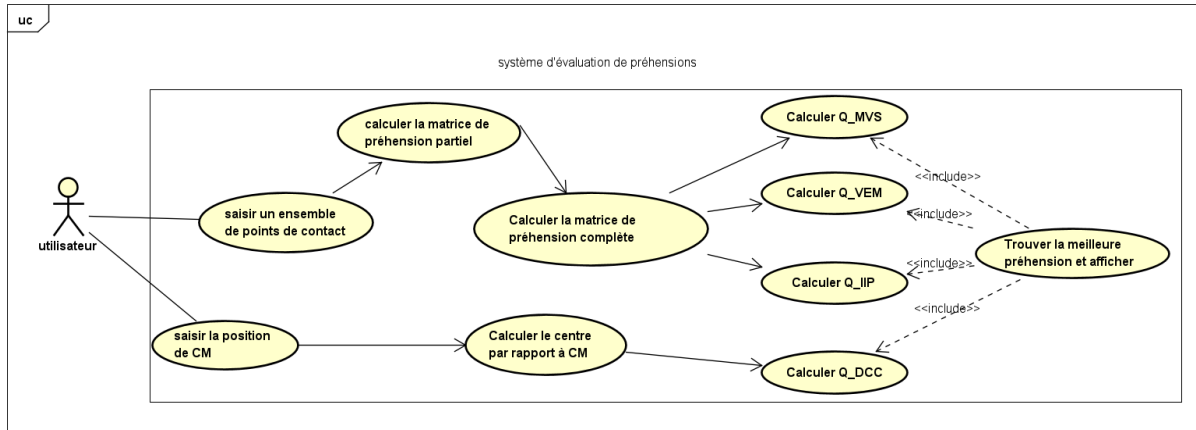 uc
système d'évaluation de préhensions
calculer la matrice de
préhension partiel
Calculer Q_MVS
<<include>>
Calculer Q_VEM
<<include>>
saisir un ensemble
de points de contact
Calculer la matrice de
préhension complète
utilisateur
Trouver la meilleure
préhension et afficher
<<include>>
Calculer Q_IIP
<<include>>
saisir la position
de CM
Calculer le centre
par rapport à CM
Calculer Q_DCC